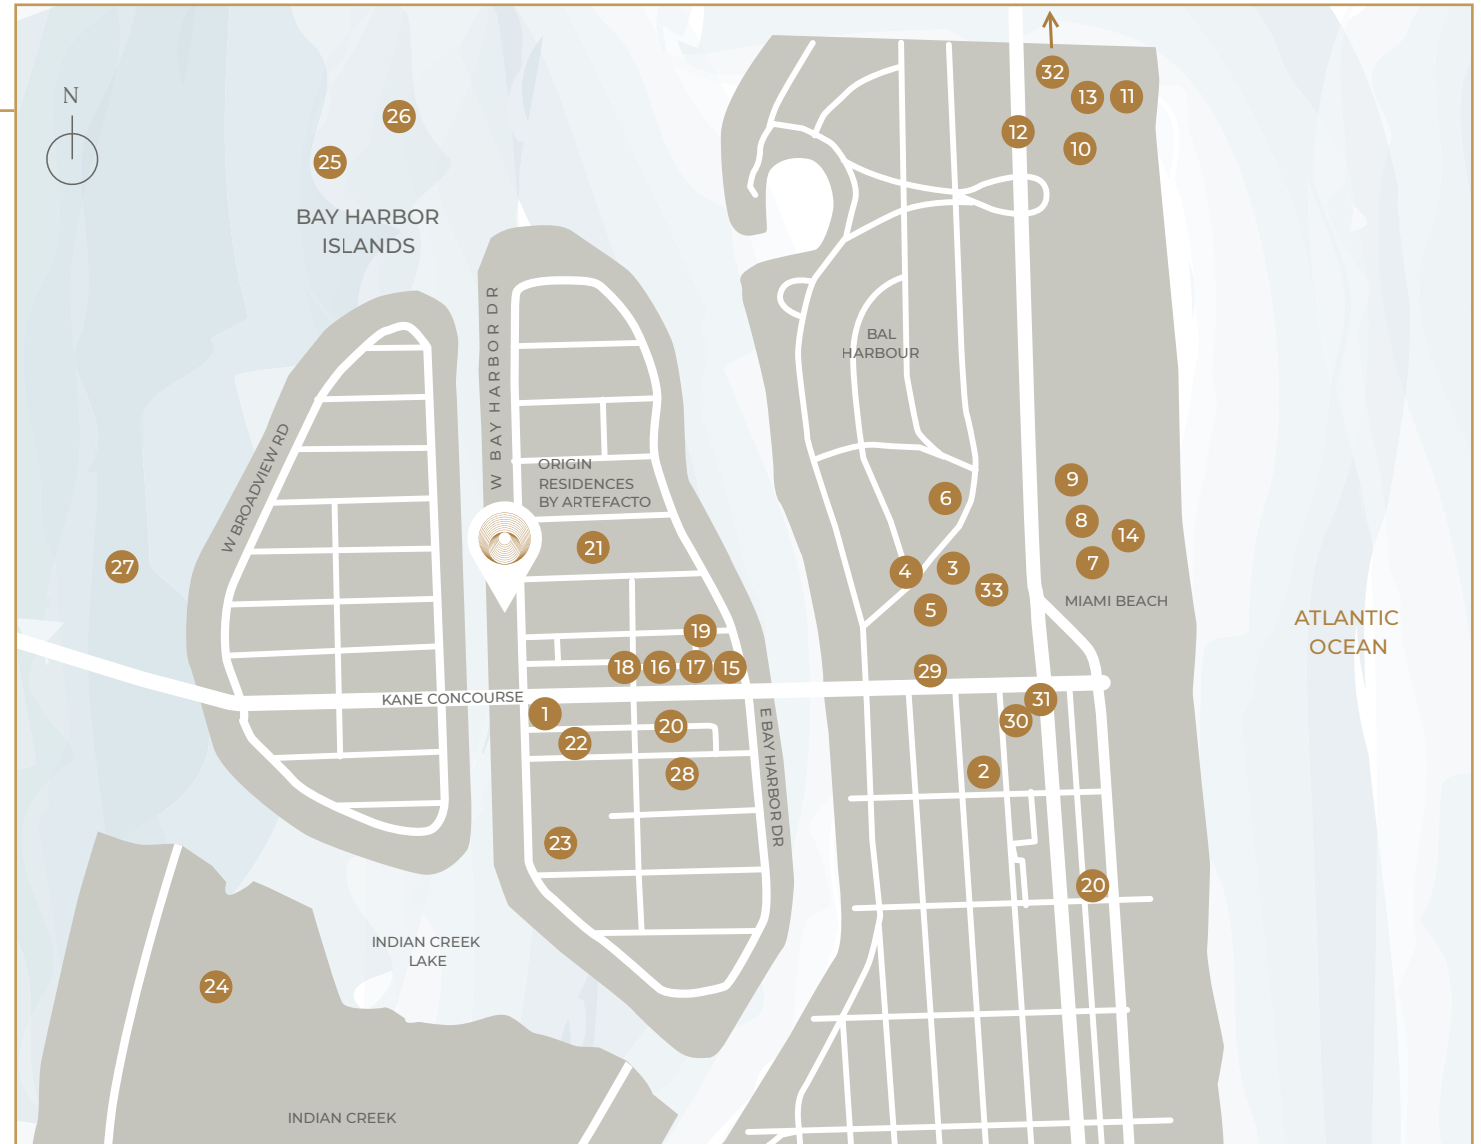 32
13
11
N
12
26
10
25
BAY HARBOR
ISLANDS
W BAY HARBOR DR
BAL
HARBOUR
W BROADVIEW RD
ORIGIN
RESIDENCES
BY ARTEFACTO
9
6
8
14
21
7
27
4
3
33
MIAMI BEACH
5
ATLANTIC
OCEAN
19
18
16
17
15
29
KANE CONCOURSE
31
1
30
20
22
E BAY HARBOR DR
28
2
23
20
INDIAN CREEK
LAKE
24
INDIAN CREEK